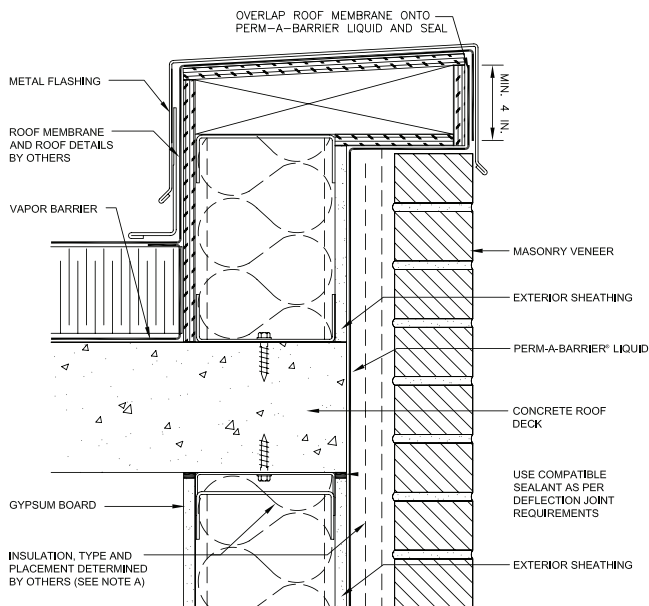 OVERLAP ROOF MEMBRANE ONTO
PERM-A-BARRIER LIQUID AND SEAL
METAL FLASHING
MIN. 4 IN.
ROOF MEMBRANE
AND ROOF DETAILS
BY OTHERS
VAPOR BARRIER
MASONRY VENEER
EXTERIOR SHEATHING
PERM-A-BARRIER® LIQUID
CONCRETE ROOF
DECK
USE COMPATIBLE
SEALANT AS PER
DEFLECTION JOINT
REQUIREMENTS
GYPSUM BOARD
INSULATION, TYPE AND
PLACEMENT DETERMINED
BY OTHERS (SEE NOTE A)
EXTERIOR SHEATHING